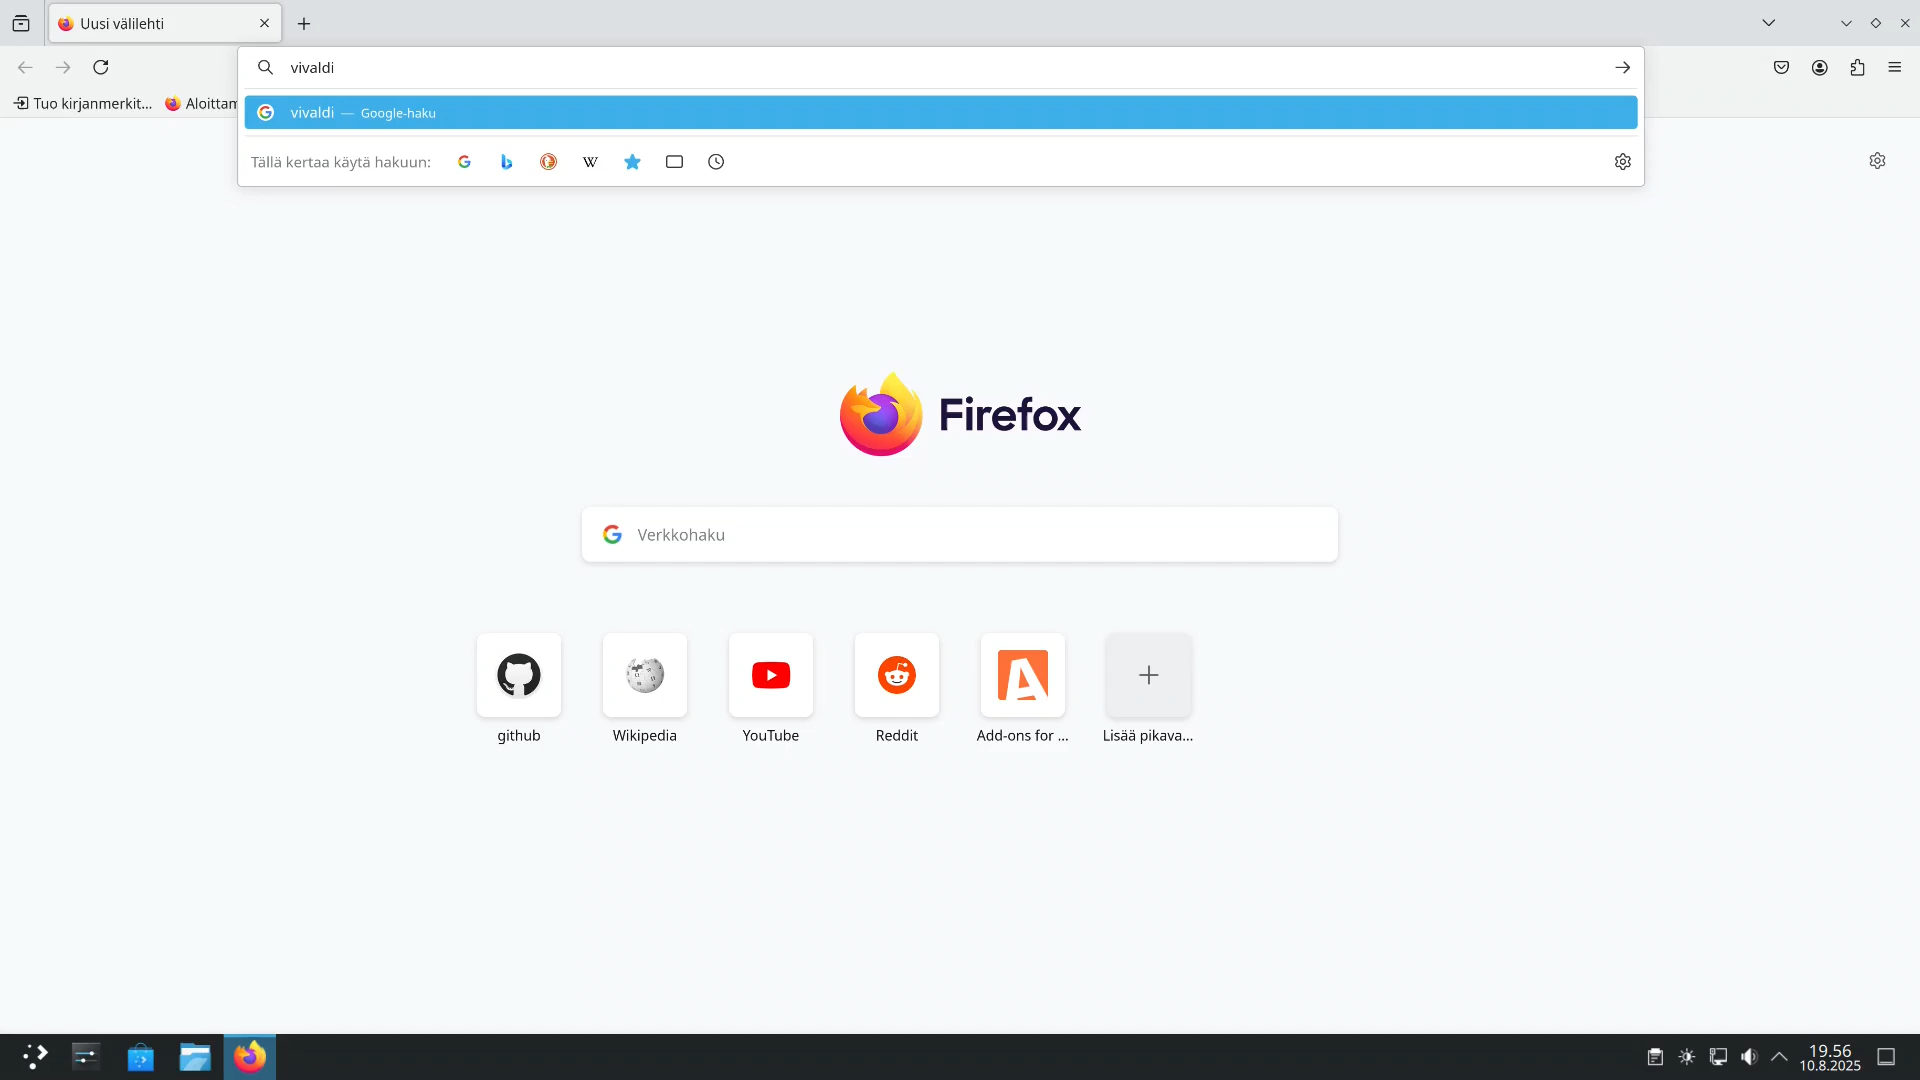 Uusi välilehti
vivaldi
Tuo kirjanmerkit...
Aloittam
vivaldi — Google-haku
Tällä kertaa käytä hakuun:
Firefox
Verkkohaku
github
Wikipedia
YouTube
Reddit
Add-ons for ...
Lisää pikava...
19.56
10.8.2025